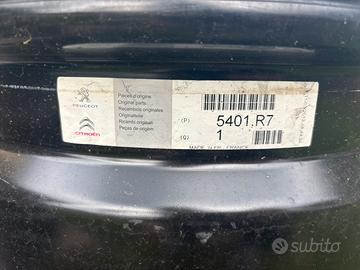 PEUGEOT
CITROËN
Pièces d'origine
Original parts
Recambios originales
Originalteile
Ricambi originali
Peças de origem
(P) 5401.R7
(Q) 1
MADE IN FR - FRANCE
subito